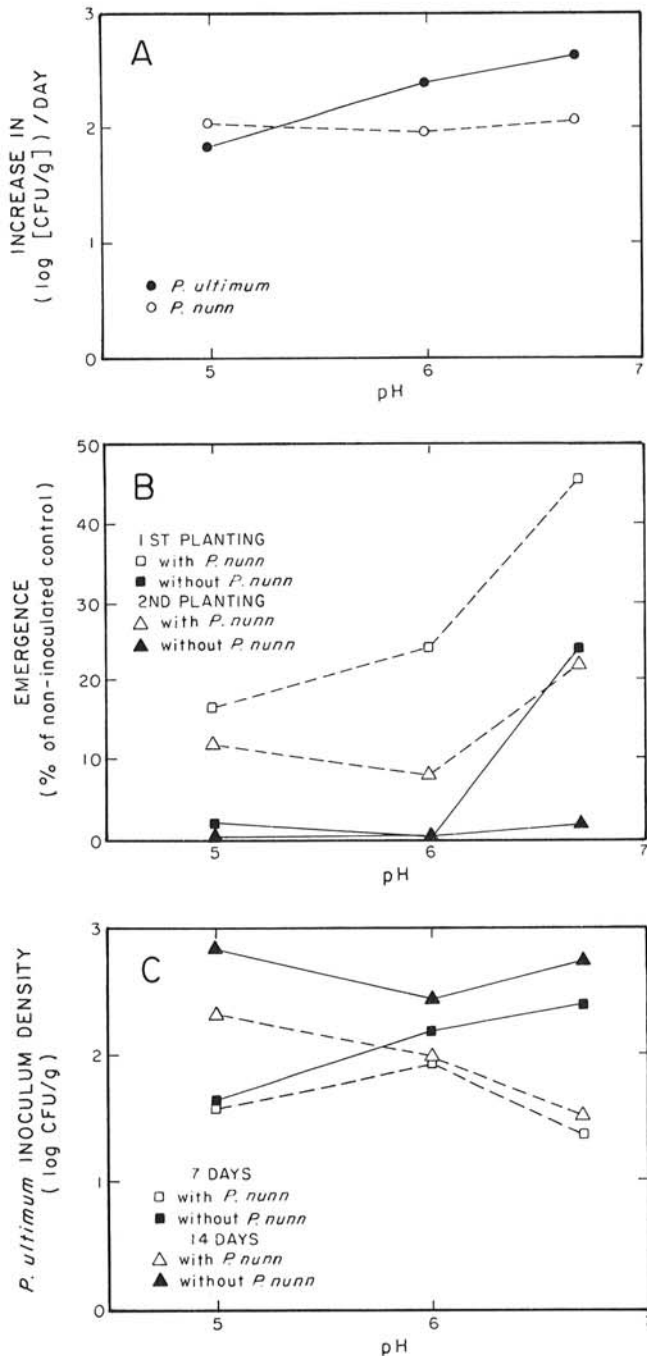 A
INCREASE IN
(log [CFU/g])/DAY
3
2
1
0
● P. ultimum
○ P. nunn
5 6 7
pH
B
EMERGENCE
(% of non-inoculated control)
50
40
30
20
10
0
1ST PLANTING
□ with P. nunn
■ without P. nunn
2ND PLANTING
△ with P. nunn
▲ without P. nunn
5 6 7
pH
C
P. ultimum INOCULUM DENSITY
(log CFU/g)
3
2
1
0
7 DAYS
□ with P. nunn
■ without P. nunn
14 DAYS
△ with P. nunn
▲ without P. nunn
5 6 7
pH